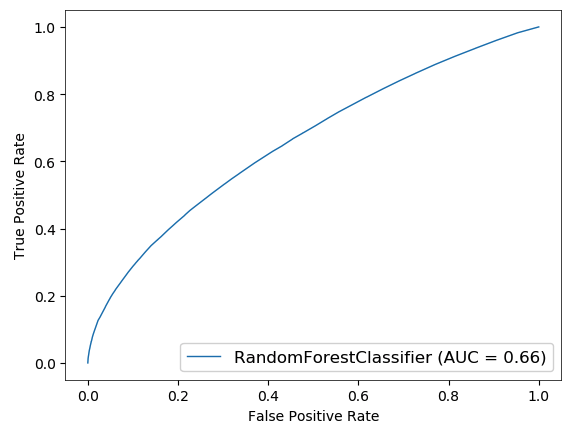 1.0
0.8
0.6
0.4
0.2
0.0
True Positive Rate
RandomForestClassifier (AUC = 0.66)
0.0 0.2 0.4 0.6 0.8 1.0
False Positive Rate